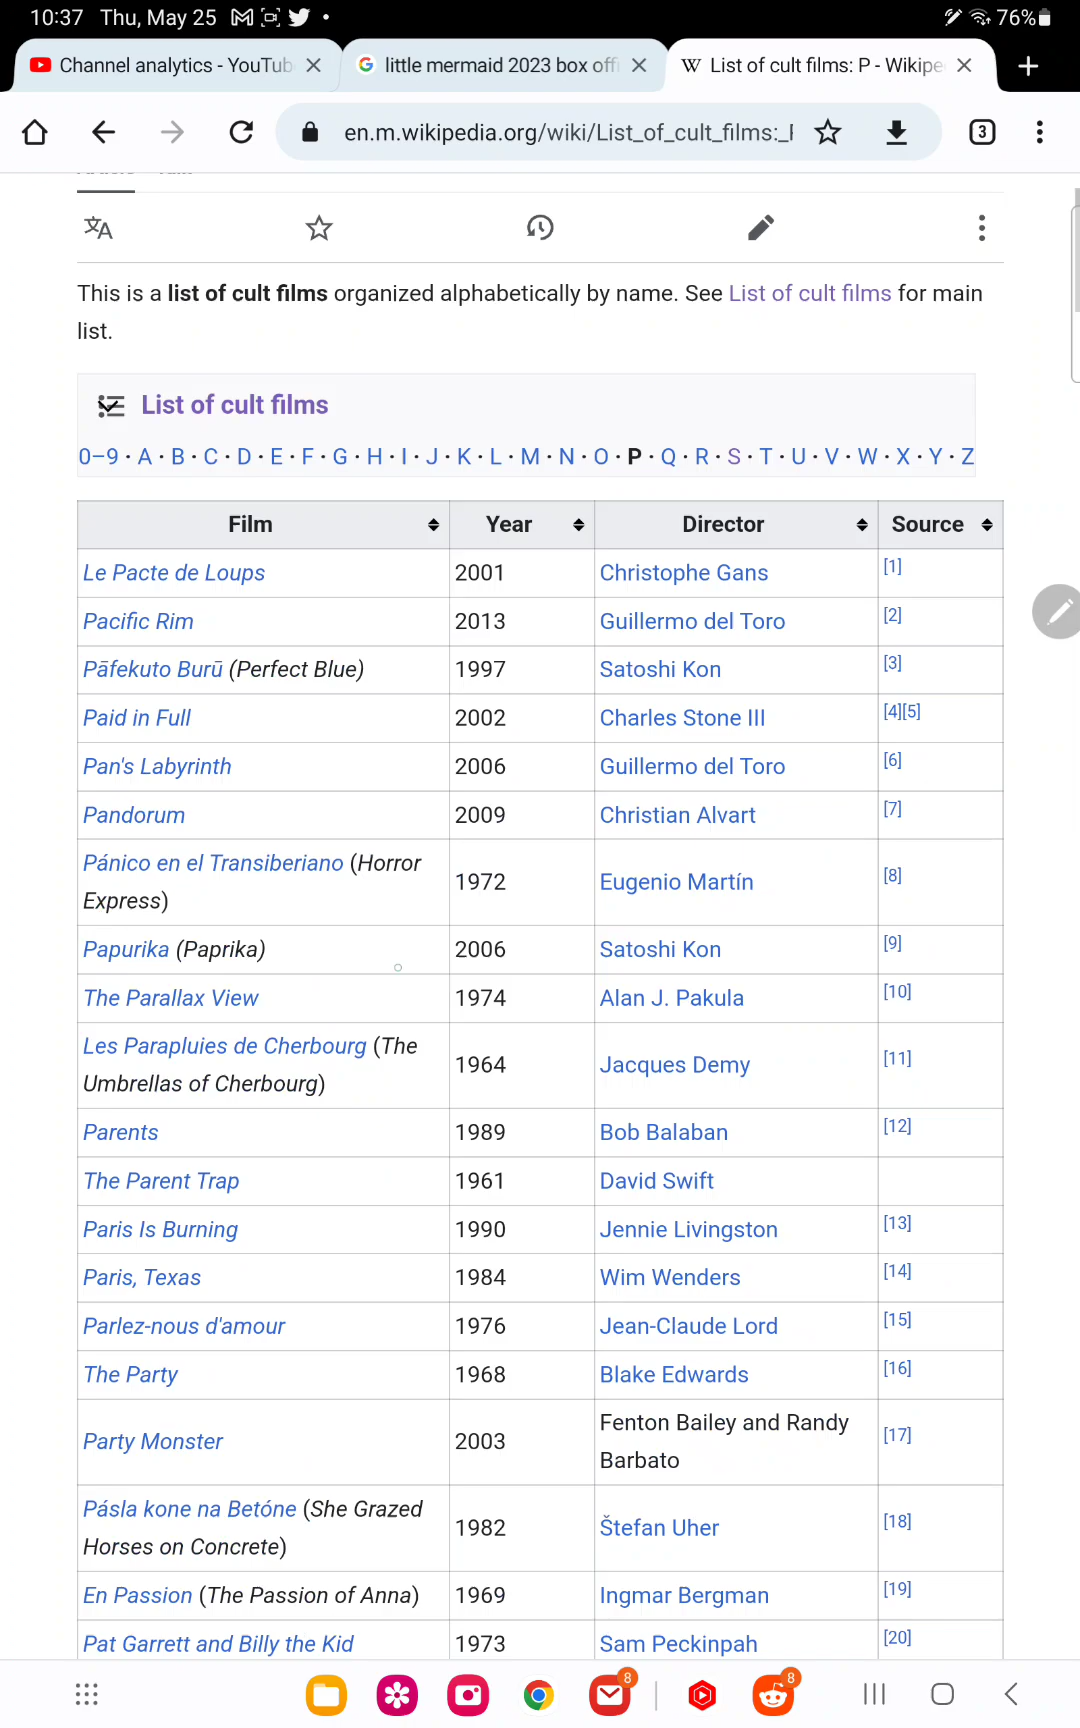 10:37 Thu, May 25 76%
Channel analytics - YouTub little mermaid 2023 box offi W List of cult films: P - Wikipe
en.m.wikipedia.org/wiki/List_of_cult_films:_ 3
This is a list of cult films organized alphabetically by name. See List of cult films for main
list.
List of cult films
0–9 · A · B · C · D · E · F · G · H · I · J · K · L · M · N · O · P · Q · R · S · T · U · V · W · X · Y · Z
Film Year Director Source
Le Pacte de Loups 2001 Christophe Gans [1]
Pacific Rim 2013 Guillermo del Toro [2]
Pāfekuto Burū (Perfect Blue) 1997 Satoshi Kon [3]
Paid in Full 2002 Charles Stone III [4][5]
Pan's Labyrinth 2006 Guillermo del Toro [6]
Pandorum 2009 Christian Alvart [7]
Pánico en el Transiberiano (Horror
Express) 1972 Eugenio Martín [8]
Papurika (Paprika) 2006 Satoshi Kon [9]
The Parallax View 1974 Alan J. Pakula [10]
Les Parapluies de Cherbourg (The
Umbrellas of Cherbourg) 1964 Jacques Demy [11]
Parents 1989 Bob Balaban [12]
The Parent Trap 1961 David Swift
Paris Is Burning 1990 Jennie Livingston [13]
Paris, Texas 1984 Wim Wenders [14]
Parlez-nous d'amour 1976 Jean-Claude Lord [15]
The Party 1968 Blake Edwards [16]
Party Monster 2003 Fenton Bailey and Randy
Barbato [17]
Pásla kone na Betóne (She Grazed
Horses on Concrete) 1982 Štefan Uher [18]
En Passion (The Passion of Anna) 1969 Ingmar Bergman [19]
Pat Garrett and Billy the Kid 1973 Sam Peckinpah [20]
8 8